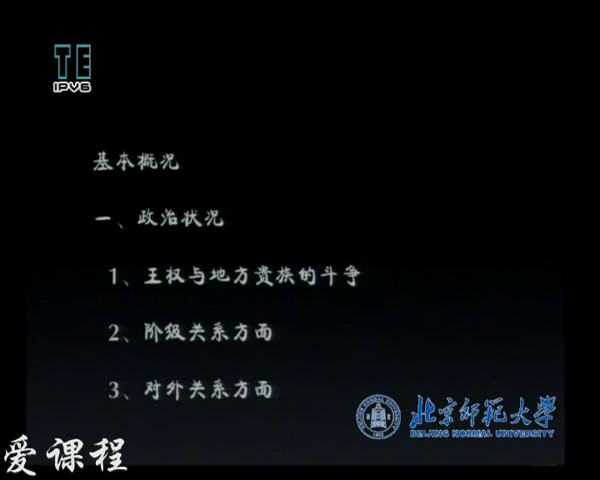 TE
IPV6
基本概况
一、政治状况
1、王权与地方贵族的斗争
2、阶级关系方面
3、对外关系方面
北京师范大学
BEIJING NORMAL UNIVERSITY
爱课程